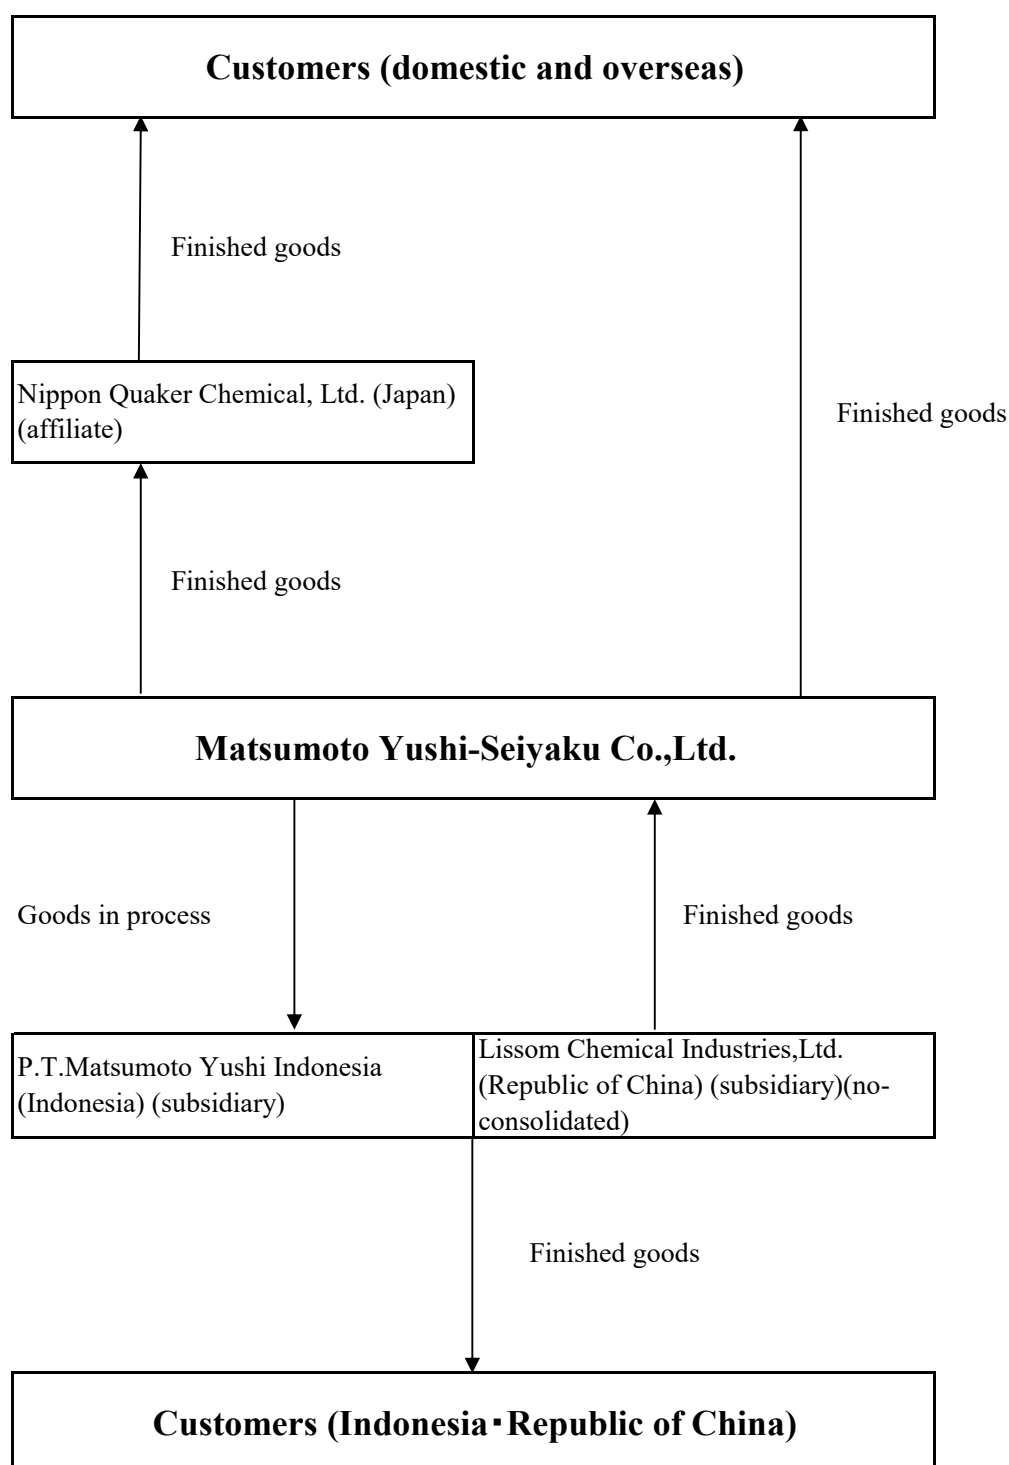 Customers (domestic and overseas)
Finished goods
Nippon Quaker Chemical, Ltd. (Japan)
(affiliate)
Finished goods
Finished goods
Matsumoto Yushi-Seiyaku Co.,Ltd.
Goods in process
Finished goods
P.T.Matsumoto Yushi Indonesia
(Indonesia) (subsidiary)
Lissom Chemical Industries,Ltd.
(Republic of China) (subsidiary)(no-
consolidated)
Finished goods
Customers (Indonesia・Republic of China)